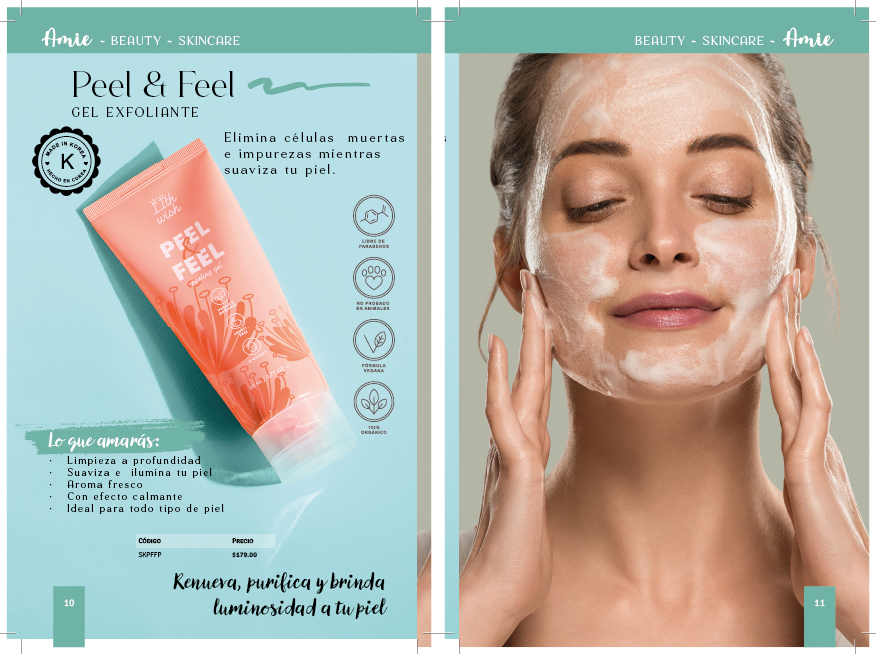 Amie ~ BEAUTY ~ SKINCARE
Peel & Feel
GEL EXFOLIANTE
MADE IN KOREA
K
HECHO EN COREA
Elimina células muertas
e impurezas mientras
suaviza tu piel.
Lith
wish
PEEL
&
FEEL
peeling gel
LIBRE DE
PARABENOS
NO PROBADO
EN ANIMALES
FÓRMULA
VEGANA
100%
ORGÁNICO
Lo que amarás:
· Limpieza a profundidad
· Suaviza e ilumina tu piel
· Aroma fresco
· Con efecto calmante
· Ideal para todo tipo de piel
CÓDIGO PRECIO
SKPFFP $179.00
Renueva, purifica y brinda
luminosidad a tu piel
10
BEAUTY ~ SKINCARE ~ Amie
11